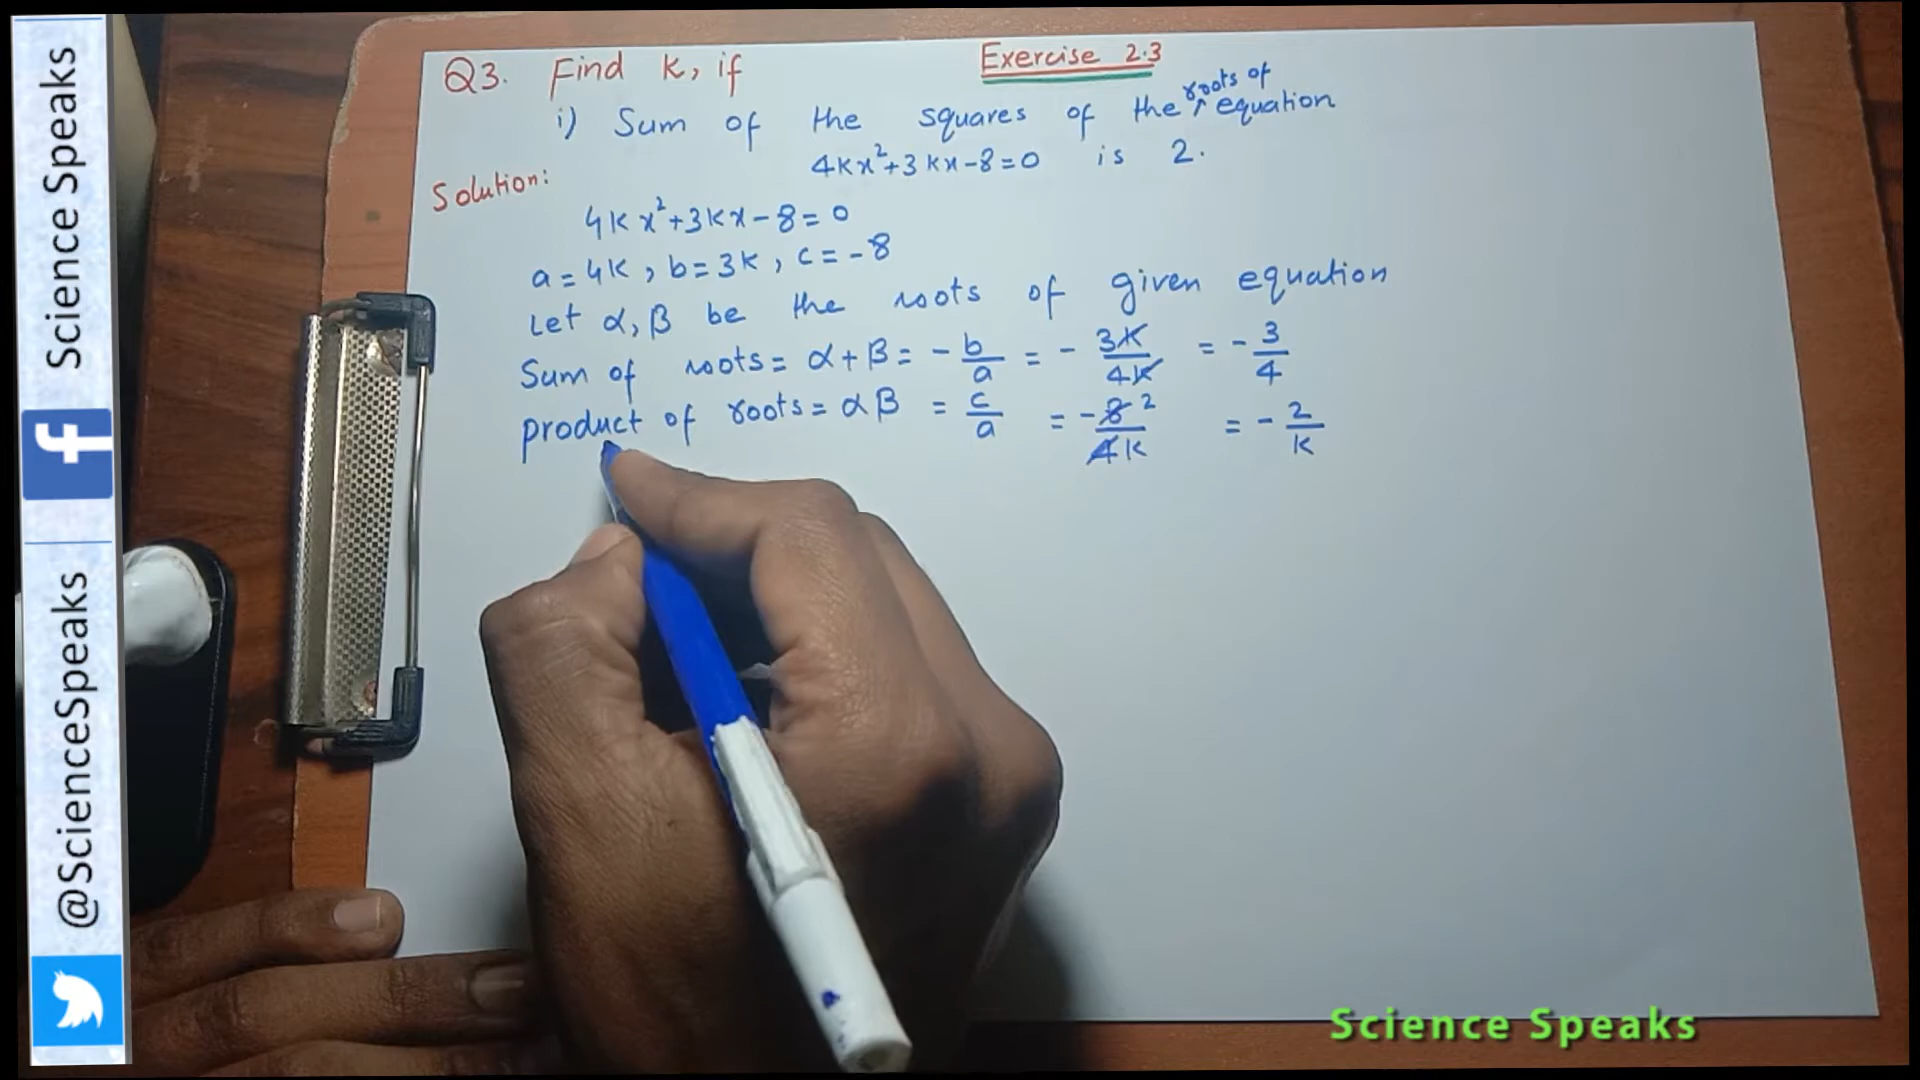 Exercise 2.3
Q3. Find k, if
i) Sum of the squares of the roots of equation
4kx²+3kx-8=0 is 2.
Solution:
4kx²+3kx-8=0
a=4k, b=3k, c=-8
Let α, β be the roots of given equation
Sum of roots = α+β = -b/a = -3k/4k = -3/4
product of roots = αβ = c/a = -8 2/4k = -2/k
Science Speaks
@ScienceSpeaks
f
Science Speaks